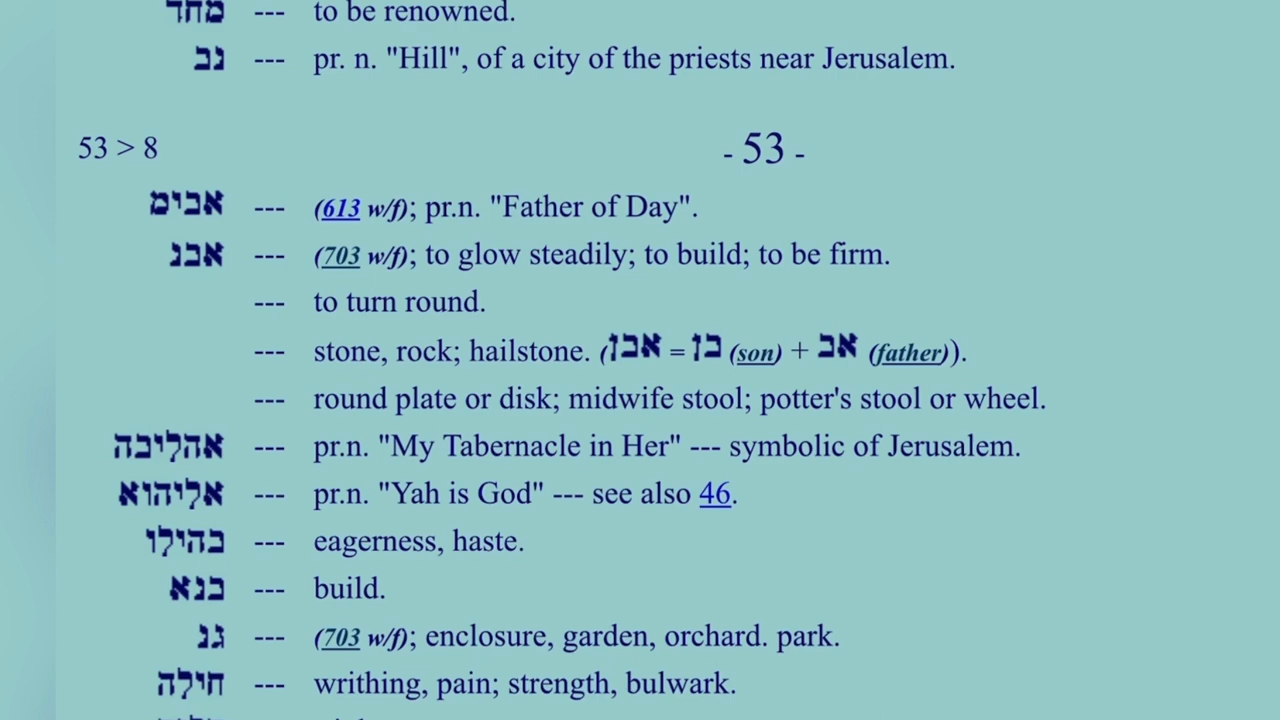 מחד --- to be renowned.
נב --- pr. n. "Hill", of a city of the priests near Jerusalem.
53 > 8 - 53 -
אבימ --- (613 w/f); pr.n. "Father of Day".
אבנ --- (703 w/f); to glow steadily; to build; to be firm.
--- to turn round.
--- stone, rock; hailstone. (אבן = בן (son) + אב (father)).
--- round plate or disk; midwife stool; potter's stool or wheel.
אהליבה --- pr.n. "My Tabernacle in Her" --- symbolic of Jerusalem.
אליהוא --- pr.n. "Yah is God" --- see also 46.
בהילו --- eagerness, haste.
בנא --- build.
גנ --- (703 w/f); enclosure, garden, orchard. park.
חילה --- writhing, pain; strength, bulwark.